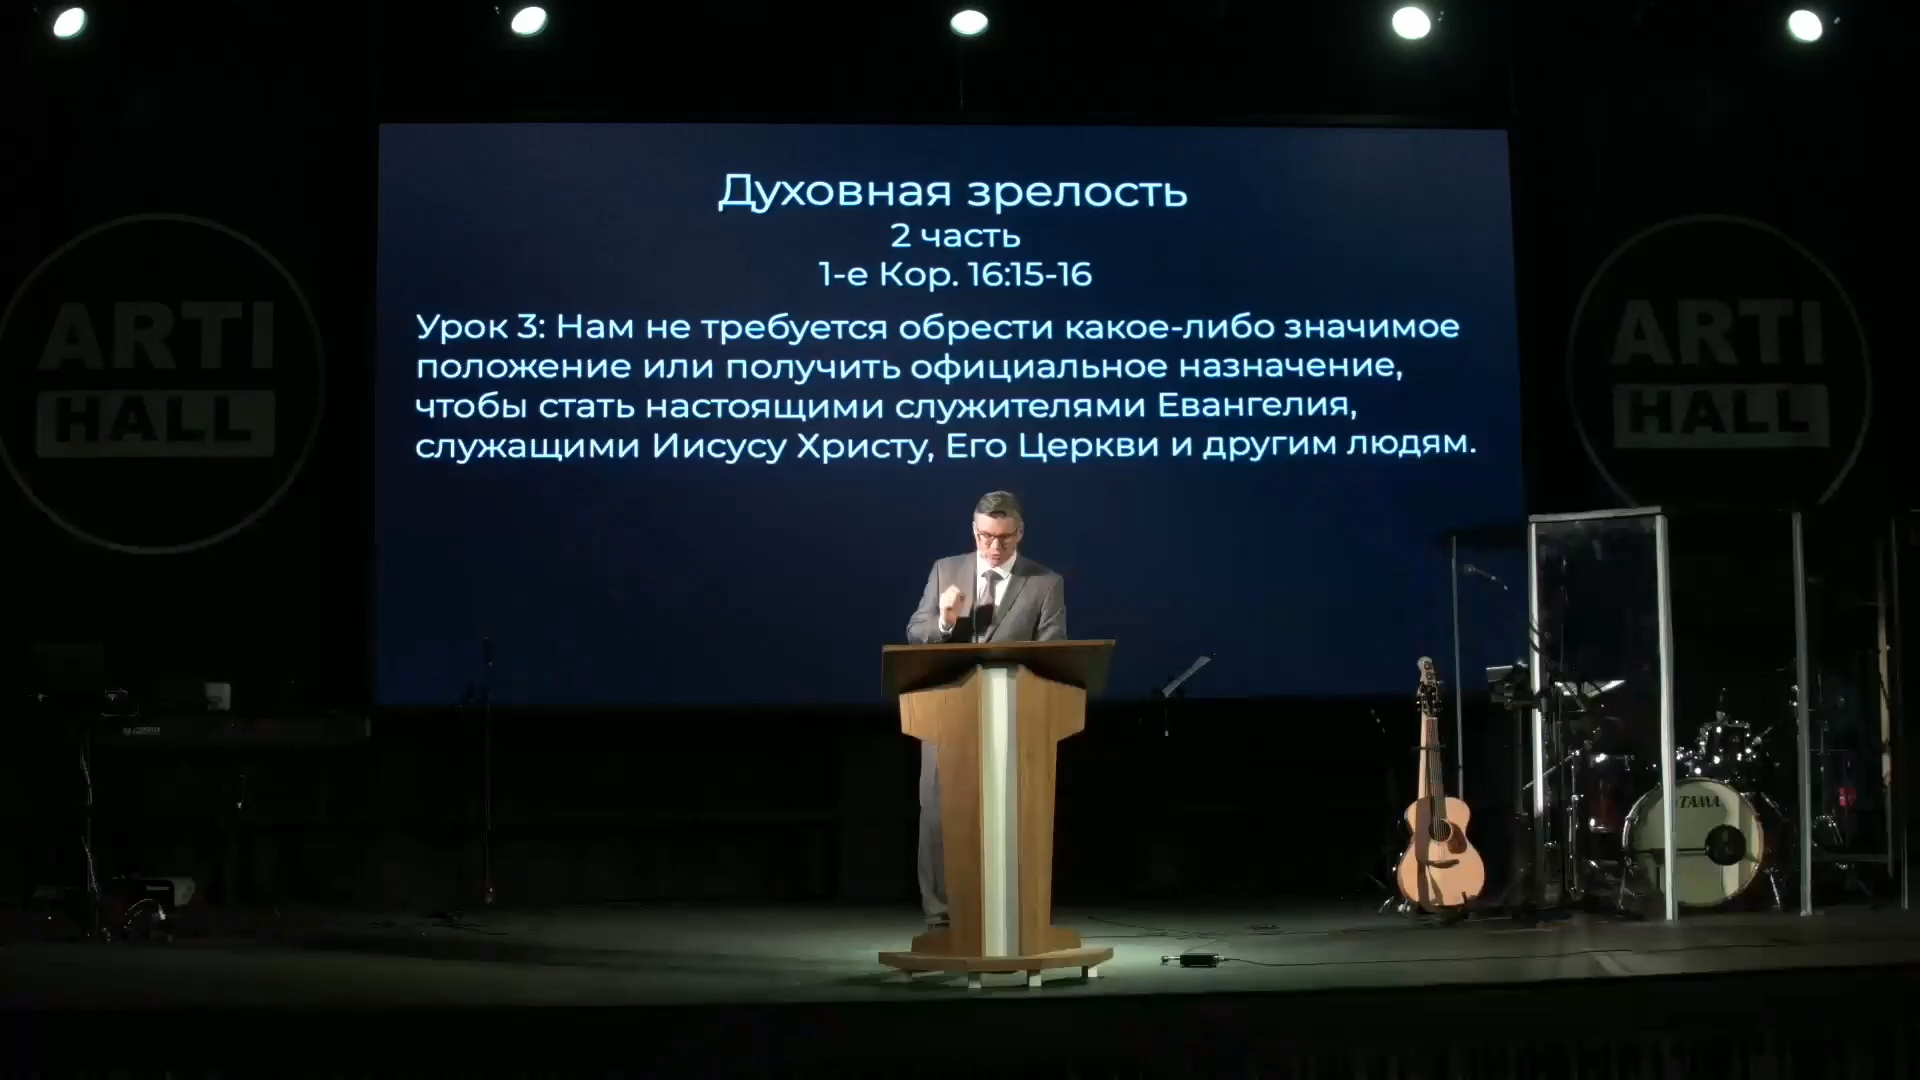 Духовная зрелость
2 часть
1-е Кор. 16:15-16
Урок 3: Нам не требуется обрести какое-либо значимое
положение или получить официальное назначение,
чтобы стать настоящими служителями Евангелия,
служащими Иисусу Христу, Его Церкви и другим людям.
ARTI
HALL
ARTI
HALL
TAMA